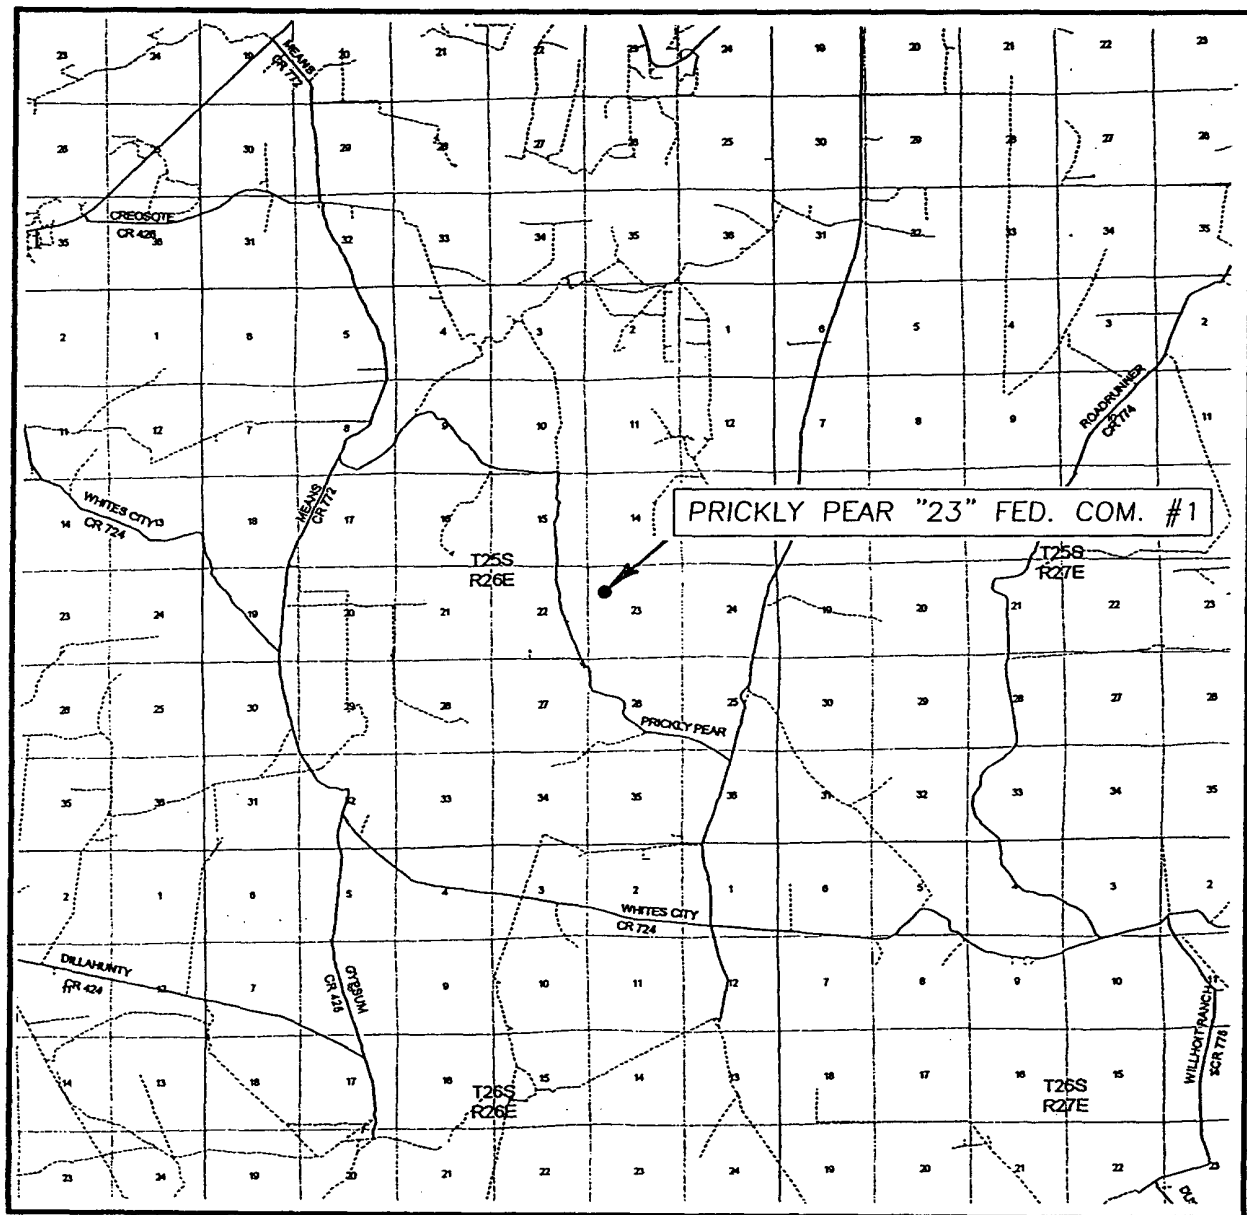 23 24 19 20 21 22 23 24 19 20 21 22 23
MEANS
CR 772
26 25 30 29 28 27 26 25 30 29 28 27 26
CREOSOTE
CR 426
35 36 31 32 33 34 35 36 31 32 33 34 35
2 1 6 5 4 3 2 1 6 5 4 3 2
ROADRUNNER
CR 774
11 12 7 8 9 10 11 12 7 8 9 11
WHITES CITY
CR 724
MEANS
CR 772
14 13 18 17 16 15 14
PRICKLY PEAR "23" FED. COM. #1
T25S
R26E
T25S
R27E
23 24 19 20 21 22 23 24 19 20 21 22 23
26 25 30 29 28 27 26 25 30 29 28 27 26
PRICKLY PEAR
35 36 31 32 33 34 35 36 31 32 33 34 35
2 1 6 5 4 3 2 1 6 5 4 3 2
WHITES CITY
CR 724
DILLAHUNTY
CR 424
GYPSUM
CR 428
11 12 7 9 10 11 12 7 8 9 10
WILLHOIT RANCH
CR 778
14 13 18 17 16 15 14 13 18 17 16 15
T26S
R26E
T26S
R27E
23 24 19 20 21 22 23 24 19 20 21 22 23